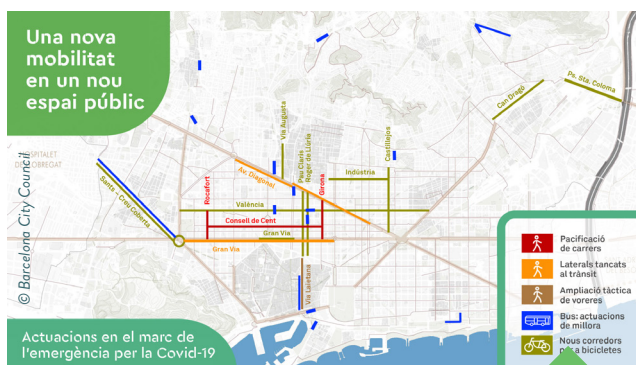 Una nova
mobilitat
en un nou
espai públic
© Barcelona City Council
Santa - Creu Coberta
Rocafort
València
Consell de Cent
Gran Via
Gran Via
Av. Diagonal
Via Augusta
Pau Claris
Roger de Llúria
Girona
Indústria
Castillejos
Via Laietana
Can Dragó
Ps. Sta. Coloma
Pacificació
de carrers
Laterals tancats
al trànsit
Ampliació tàctica
de voreres
Bus: actuacions
de millora
Nous corredors
per a bicicletes
Actuacions en el marc de
l'emergència per la Covid-19